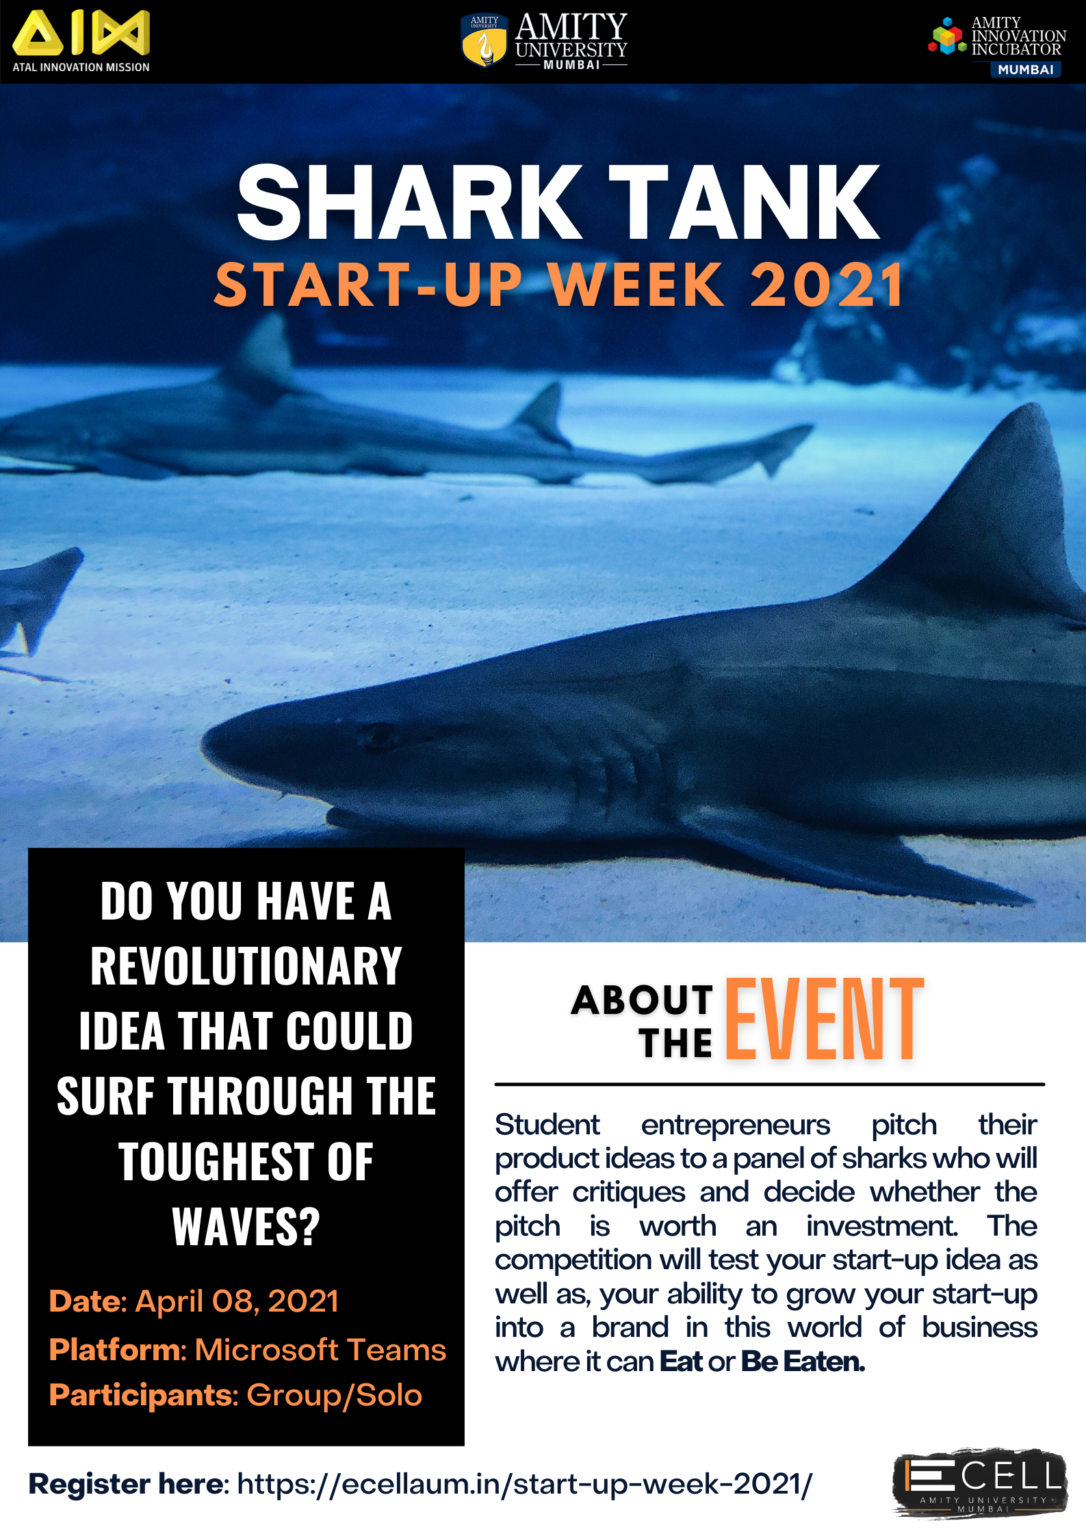 ATAL INNOVATION MISSION
AMITY
UNIVERSITY
AMITY
UNIVERSITY
MUMBAI
AMITY
INNOVATION
INCUBATOR
MUMBAI
SHARK TANK
START-UP WEEK 2021
DO YOU HAVE A
REVOLUTIONARY
IDEA THAT COULD
SURF THROUGH THE
TOUGHEST OF
WAVES?
Date: April 08, 2021
Platform: Microsoft Teams
Participants: Group/Solo
ABOUT
THE EVENT
Student entrepreneurs pitch their
product ideas to a panel of sharks who will
offer critiques and decide whether the
pitch is worth an investment. The
competition will test your start-up idea as
well as, your ability to grow your start-up
into a brand in this world of business
where it can Eat or Be Eaten.
Register here: https://ecellaum.in/start-up-week-2021/
ECELL
AMITY UNIVERSITY
MUMBAI